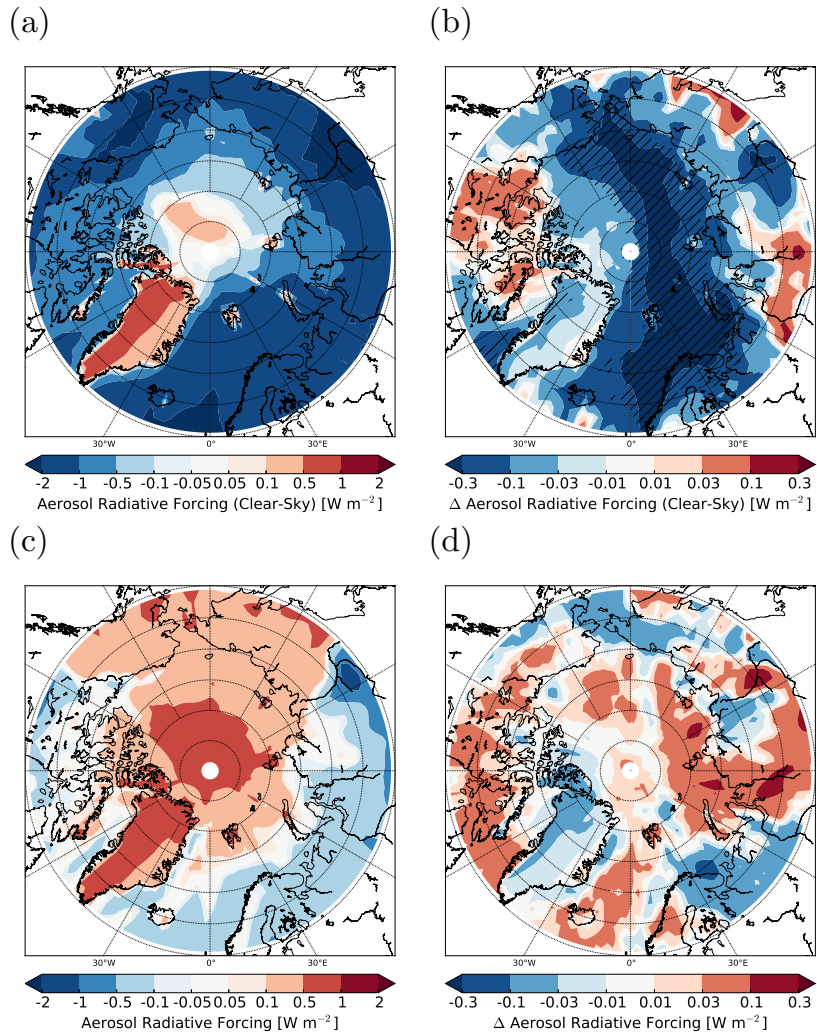 (a)
(b)
30°W 0° 30°E
30°W 0° 30°E
-2 -1 -0.5 -0.1 -0.05 0.05 0.1 0.5 1 2
Aerosol Radiative Forcing (Clear-Sky) [W m⁻²]
-0.3 -0.1 -0.03 -0.01 0.01 0.03 0.1 0.3
Δ Aerosol Radiative Forcing (Clear-Sky) [W m⁻²]
(c)
(d)
30°W 0° 30°E
30°W 0° 30°E
-2 -1 -0.5 -0.1 -0.05 0.05 0.1 0.5 1 2
Aerosol Radiative Forcing [W m⁻²]
-0.3 -0.1 -0.03 -0.01 0.01 0.03 0.1 0.3
Δ Aerosol Radiative Forcing [W m⁻²]